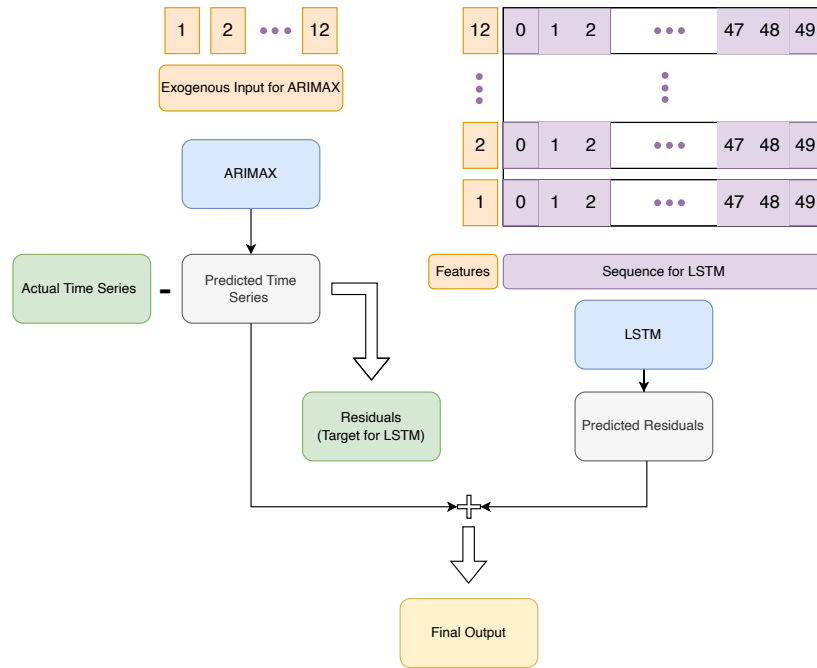 1 2 ••• 12
Exogenous Input for ARIMAX
12 0 1 2 ••• 47 48 49
2 0 1 2 ••• 47 48 49
1 0 1 2 ••• 47 48 49
Features
Sequence for LSTM
ARIMAX
Actual Time Series
-
Predicted Time
Series
LSTM
Residuals
(Target for LSTM)
Predicted Residuals
Final Output